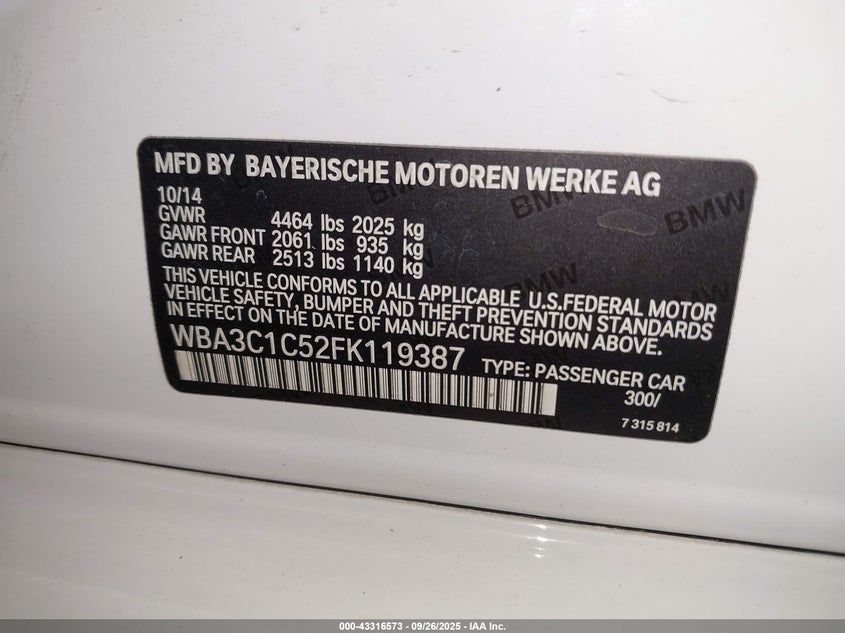 MFD BY BAYERISCHE MOTOREN WERKE AG
10/14
GVWR 4464 lbs 2025 kg
GAWR FRONT 2061 lbs 935 kg
GAWR REAR 2513 lbs 1140 kg
THIS VEHICLE CONFORMS TO ALL APPLICABLE U.S.FEDERAL MOTOR
VEHICLE SAFETY, BUMPER AND THEFT PREVENTION STANDARDS
IN EFFECT ON THE DATE OF MANUFACTURE SHOWN ABOVE.
WBA3C1C52FK119387 TYPE: PASSENGER CAR
300/
7 315 814
BMW
BMW
BMW
000-43316573 - 09/26/2025 - IAA Inc.